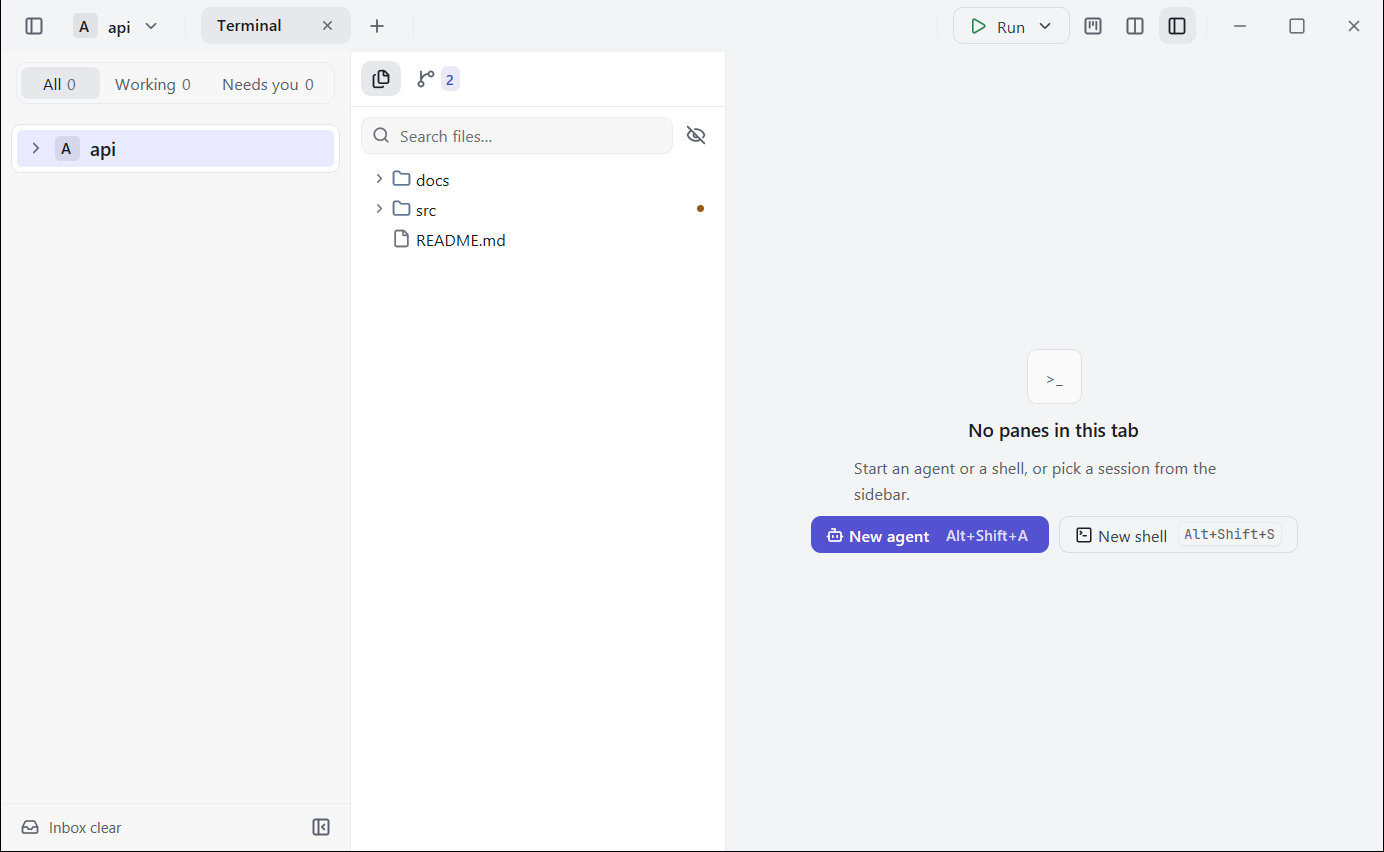 A api
Terminal
Run
All 0
Working 0
Needs you 0
2
A api
Search files...
docs
src
README.md
>_
No panes in this tab
Start an agent or a shell, or pick a session from the
sidebar.
New agent Alt+Shift+A
New shell Alt+Shift+S
Inbox clear